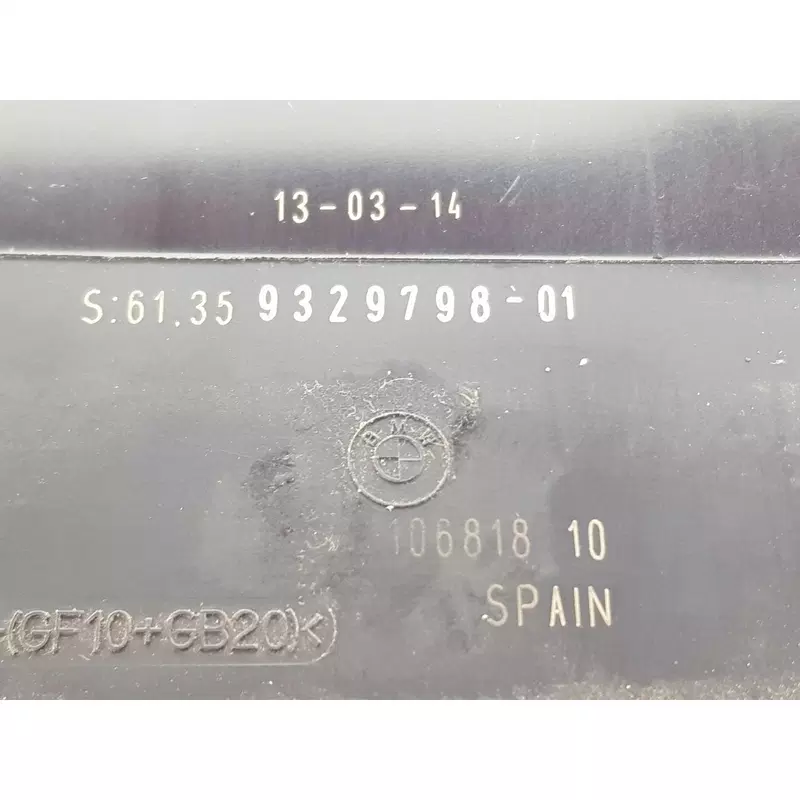 13-03-14
S:61.35 9329798-01
BMW
106818 10
SPAIN
(GF10+GB20)<